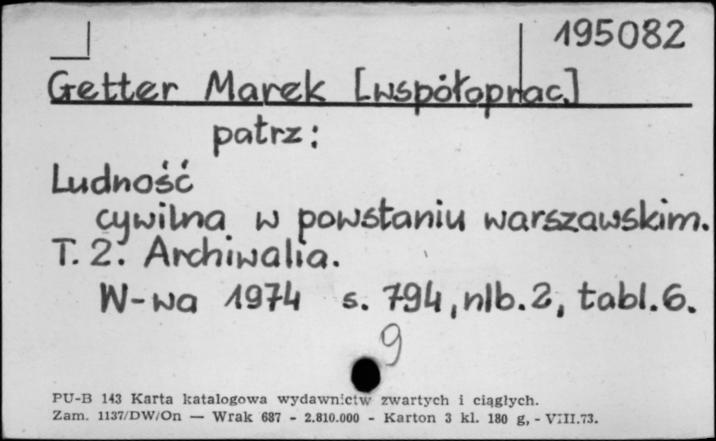 195082
Getter Marek [współoprac.]
patrz:
Ludność
cywilna w powstaniu warszawskim.
T. 2. Archiwalia.
W-wa 1974 s. 794, nlb. 2, tabl. 6.
9
PU-B 143 Karta katalogowa wydawnictw zwartych i ciągłych.
Zam. 1137/DW/On — Wrak 687 - 2.810.000 - Karton 3 kl. 180 g, - VIII.73.